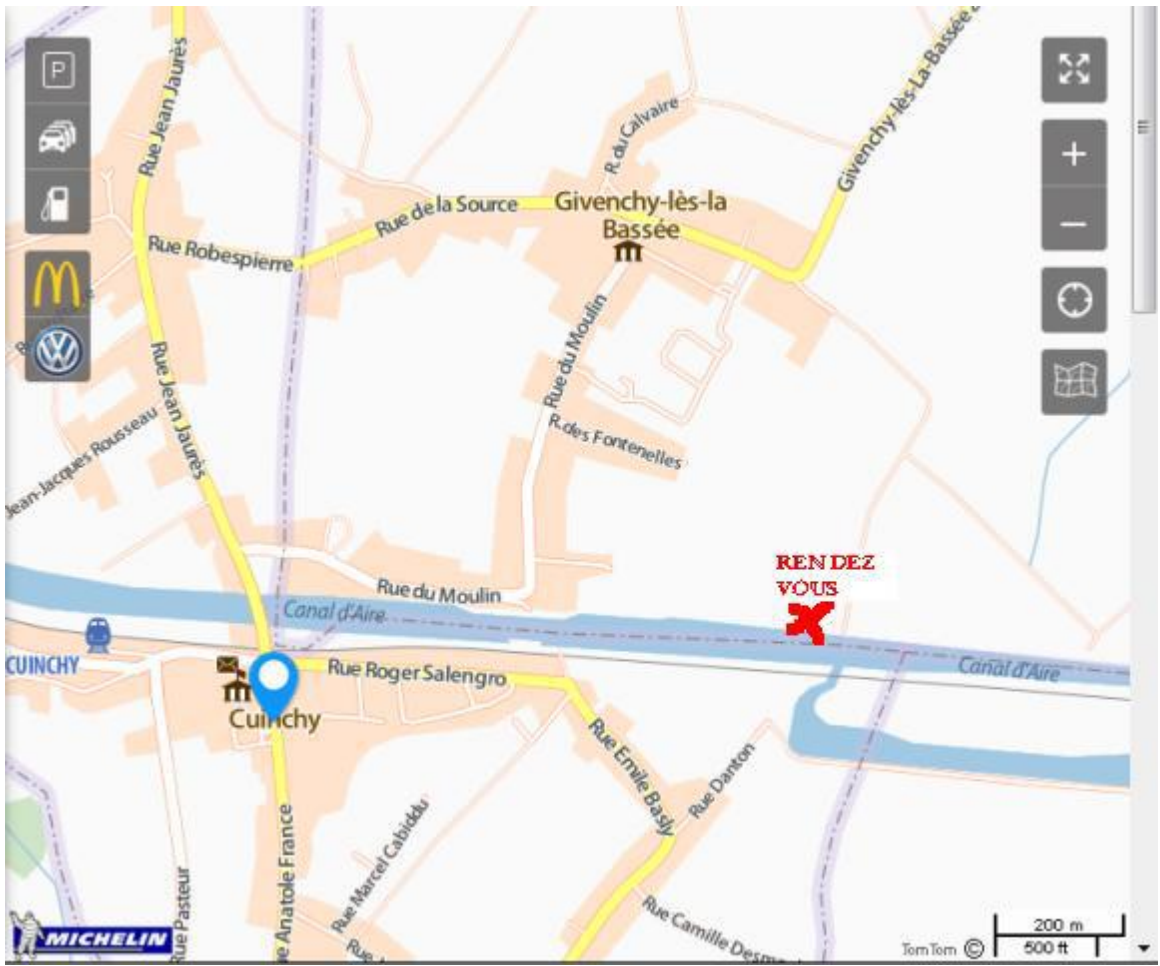 P
Rue Jean Jaurès
R. du Calvaire
Givenchy-lès-La-Bassée
Rue de la Source
Givenchy-lès-la
Bassée
Rue Robespierre
Rue du Moulin
Rue Jean Jaurès
R. des Fontenelles
Jean-Jacques Rousseau
REN DEZ
VOUS
Rue du Moulin
Canal d'Aire
Canal d'Aire
CUINCHY
Rue Roger Salengro
Cuinchy
Rue Emile Basly
Rue Danton
Rue Marcel Cabiddu
Rue Anatole France
Rue Pasteur
Rue Camille Desm
Rue
MICHELIN
TomTom ©
200 m
500 ft